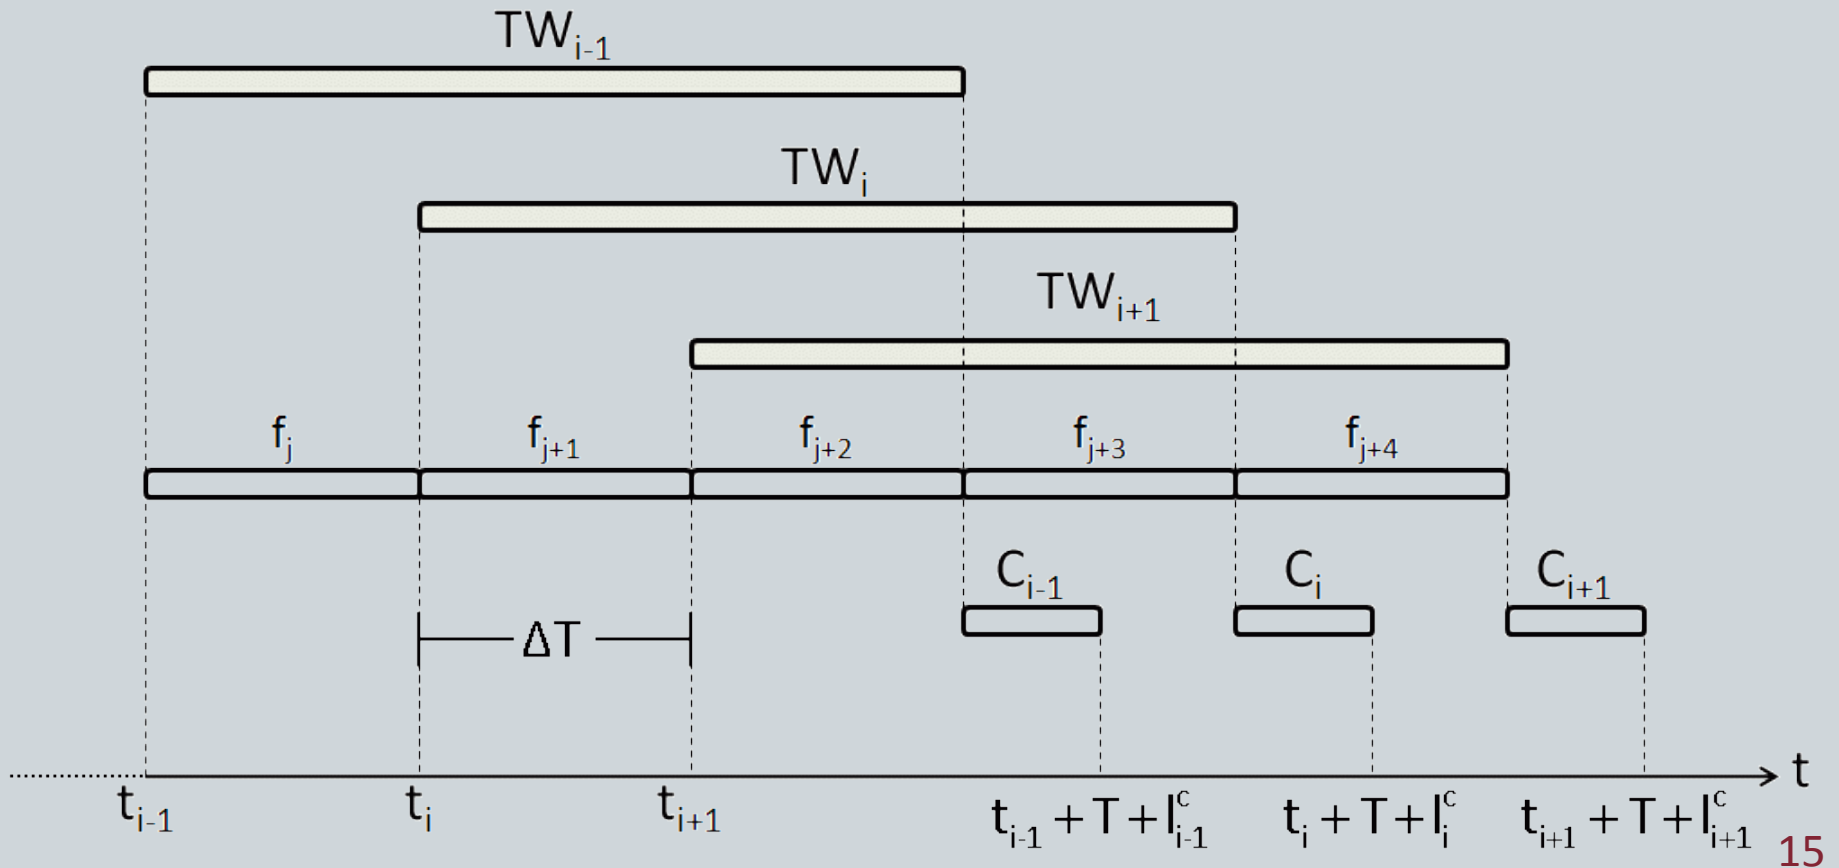 TWᵢ₋₁
TWᵢ
TWᵢ₊₁
fⱼ fⱼ₊₁ fⱼ₊₂ fⱼ₊₃ fⱼ₊₄
Cᵢ₋₁ Cᵢ Cᵢ₊₁
ΔT
t
tᵢ₋₁ tᵢ tᵢ₊₁ tᵢ₋₁ + T + lᶜᵢ₋₁ tᵢ + T + lᶜᵢ tᵢ₊₁ + T + lᶜᵢ₊₁
15